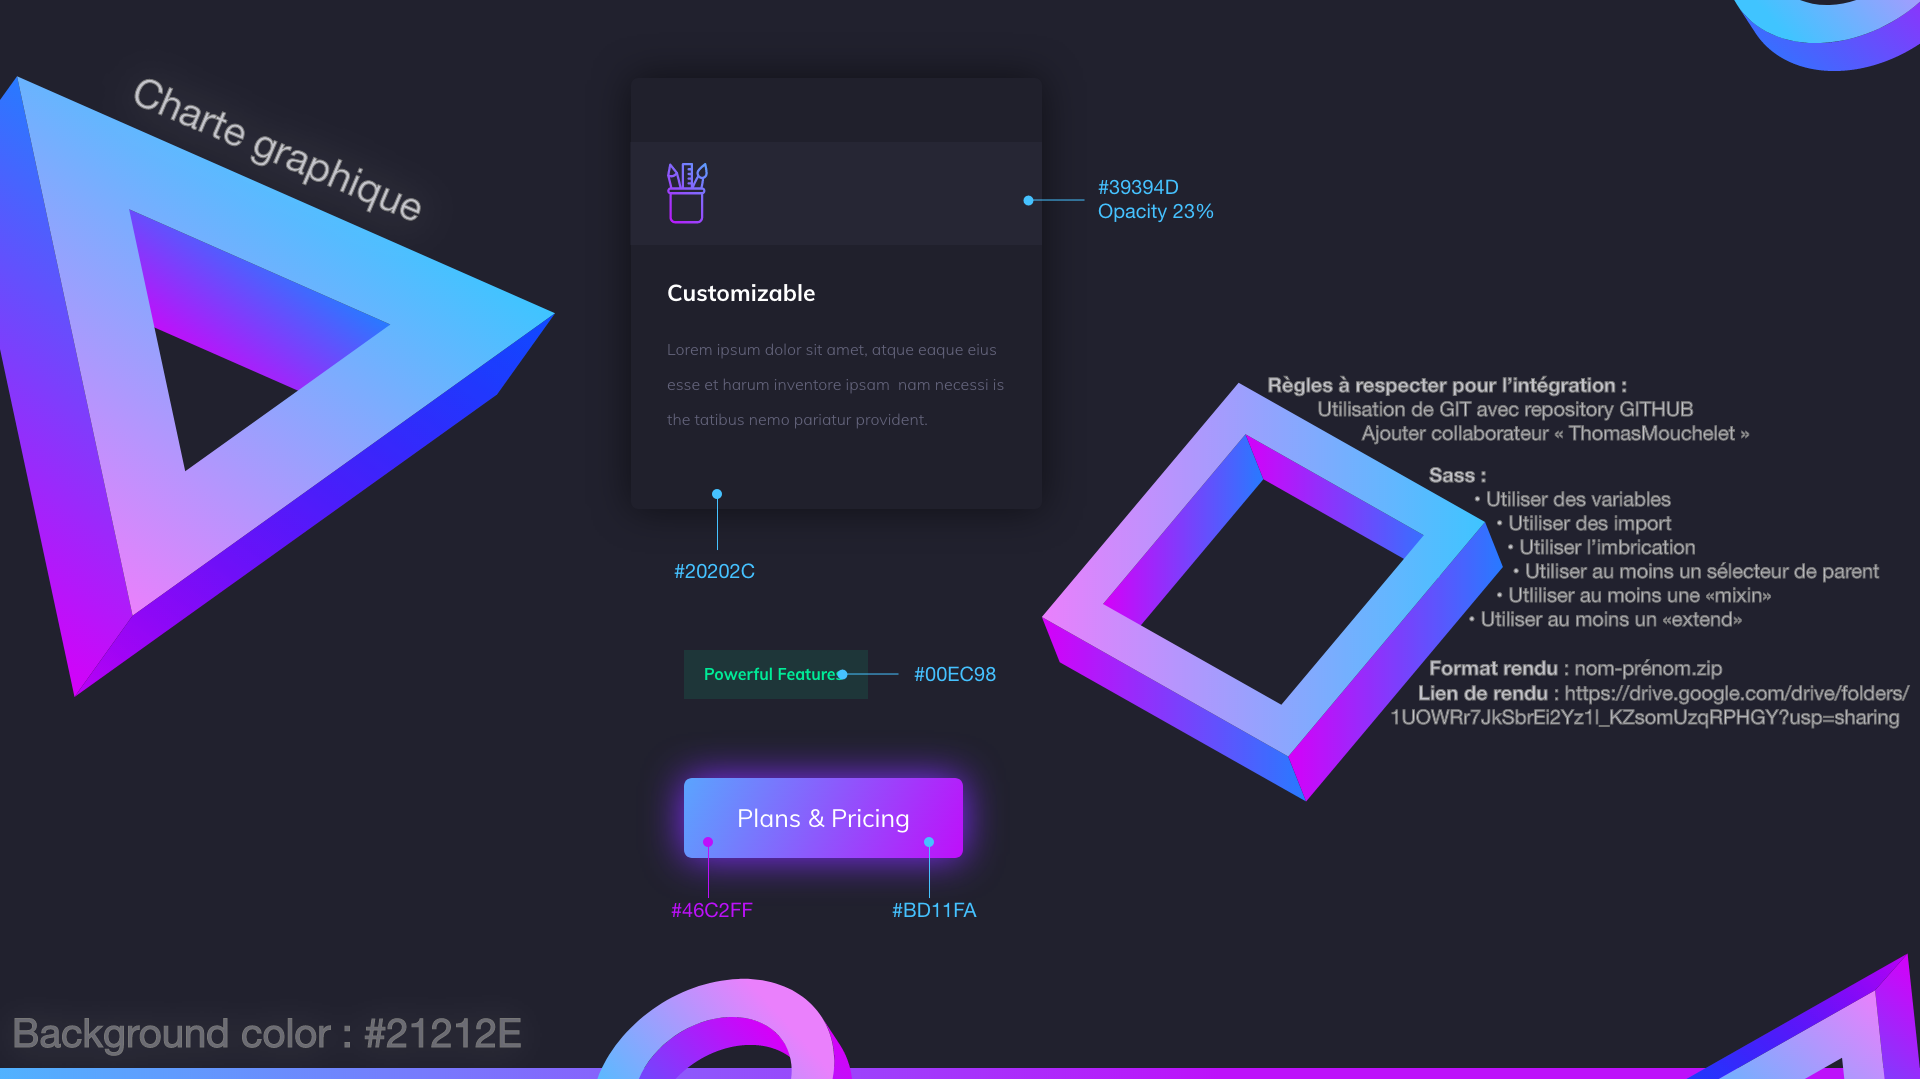 Charte graphique
#39394D
Opacity 23%
Customizable
Lorem ipsum dolor sit amet, atque eaque eius
esse et harum inventore ipsam nam necessi is
the tatibus nemo pariatur provident.
#20202C
Powerful Features
#00EC98
Plans & Pricing
#46C2FF
#BD11FA
Règles à respecter pour l’intégration :
Utilisation de GIT avec repository GITHUB
Ajouter collaborateur « ThomasMouchelet »
Sass :
• Utiliser des variables
• Utiliser des import
• Utiliser l’imbrication
• Utiliser au moins un sélecteur de parent
• Utliliser au moins une «mixin»
• Utiliser au moins un «extend»
Format rendu : nom-prénom.zip
Lien de rendu : https://drive.google.com/drive/folders/
1UOWRr7JkSbrEi2Yz1l_KZsomUzqRPHGY?usp=sharing
Background color : #21212E